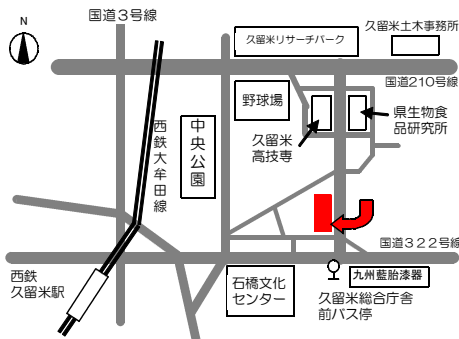 N
国道3号線
久留米リサーチパーク
久留米土木事務所
国道210号線
野球場
県生物食
品研究所
久留米
高技専
西鉄大牟田線
中央公園
国道322号線
西鉄
久留米駅
石橋文化
センター
九州藍胎漆器
久留米総合庁舎
前バス停